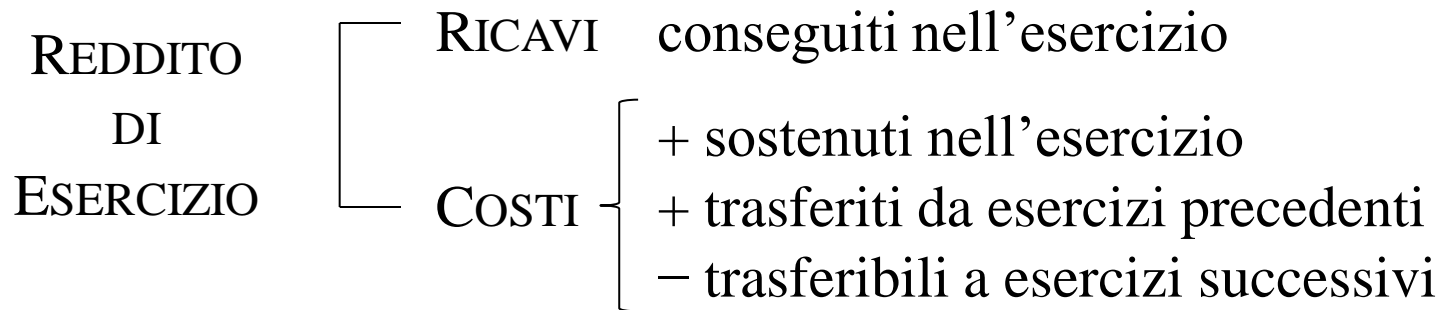 REDDITO
DI
ESERCIZIO
RICAVI conseguiti nell’esercizio
COSTI
+ sostenuti nell’esercizio
+ trasferiti da esercizi precedenti
− trasferibili a esercizi successivi